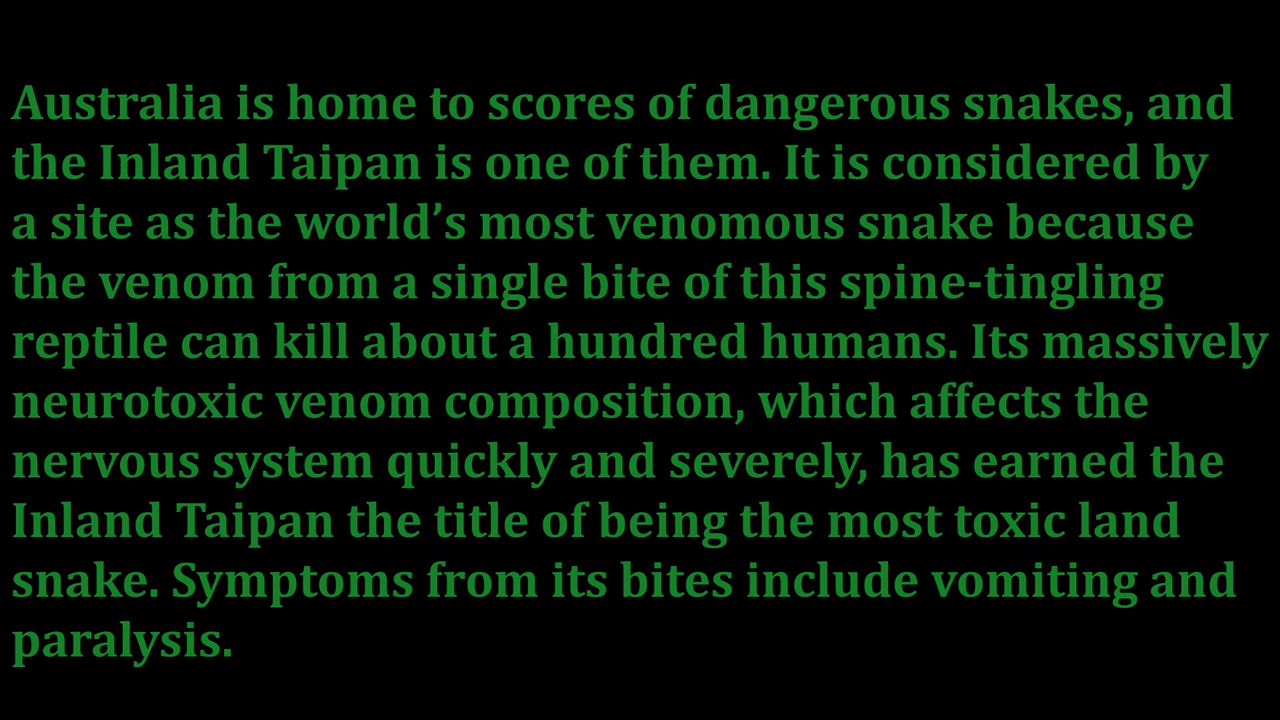 Australia is home to scores of dangerous snakes, and
the Inland Taipan is one of them. It is considered by
a site as the world’s most venomous snake because
the venom from a single bite of this spine-tingling
reptile can kill about a hundred humans. Its massively
neurotoxic venom composition, which affects the
nervous system quickly and severely, has earned the
Inland Taipan the title of being the most toxic land
snake. Symptoms from its bites include vomiting and
paralysis.